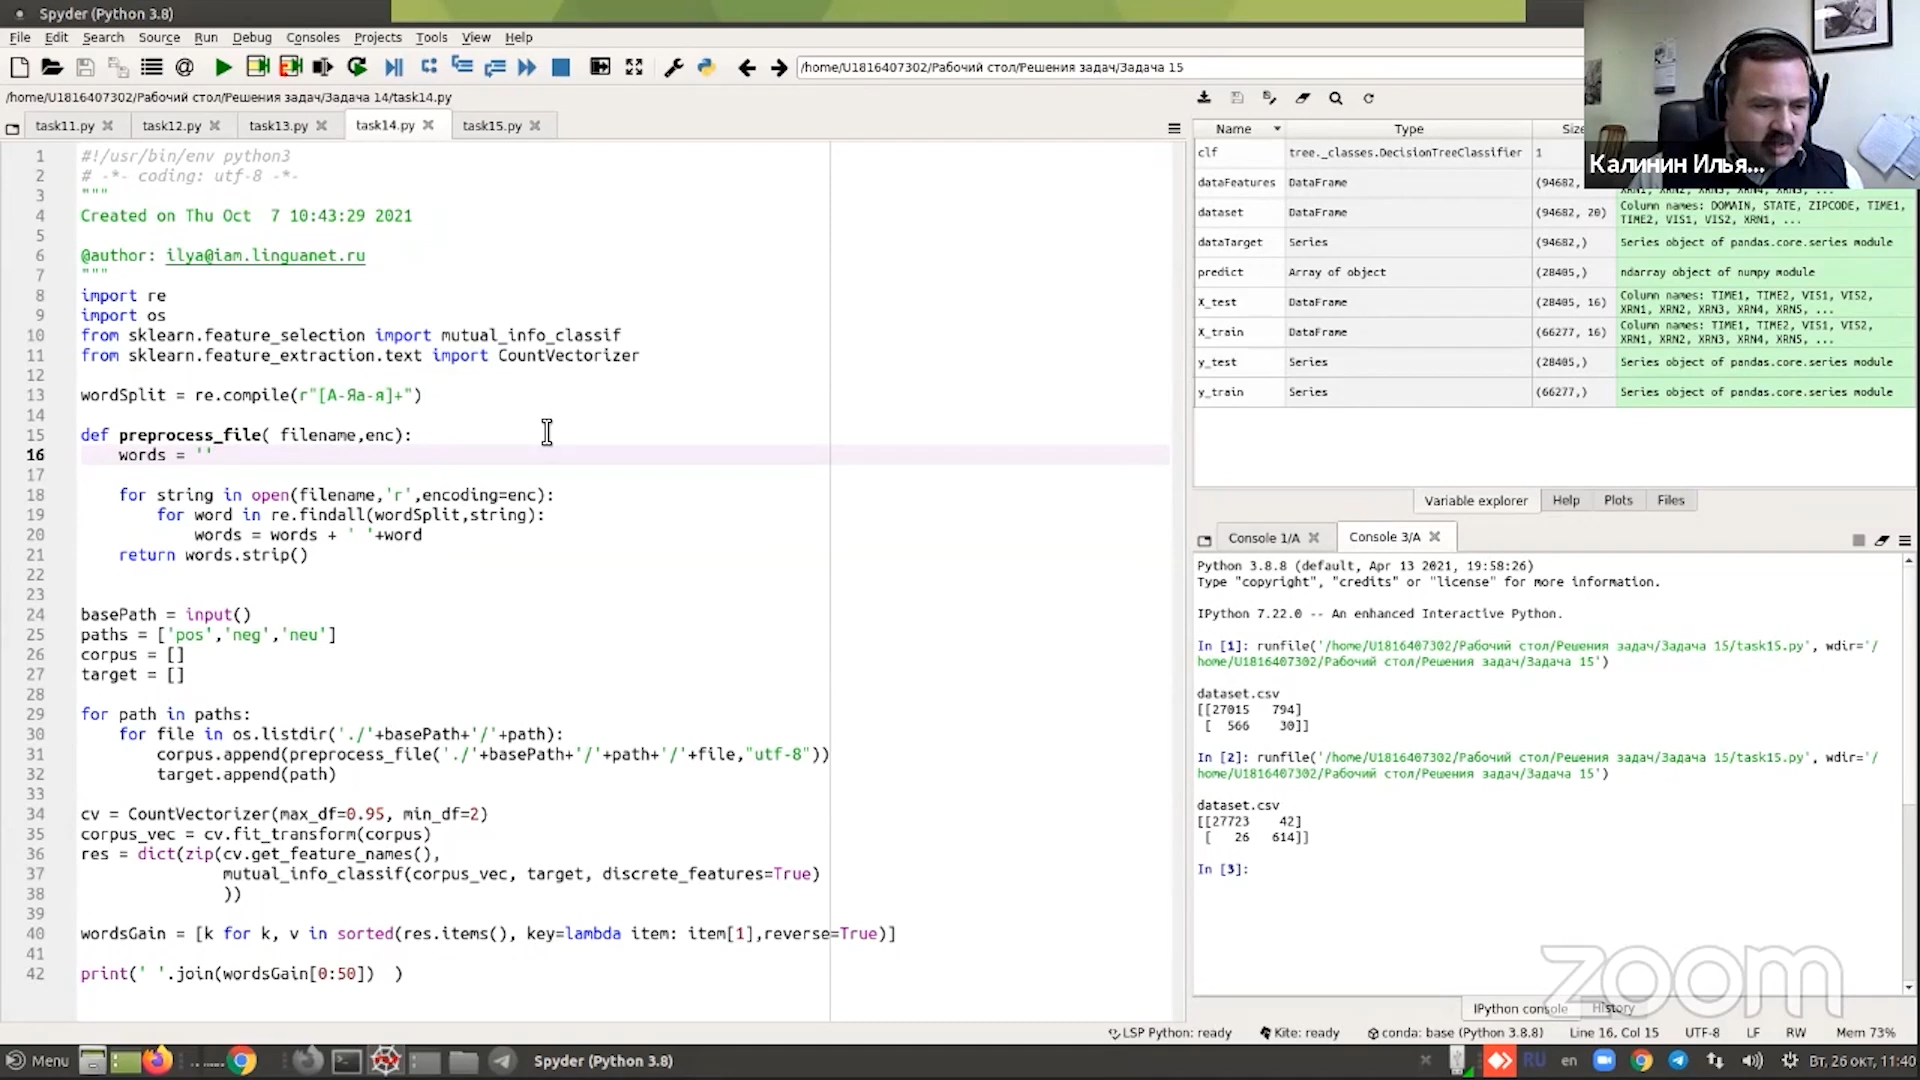 Spyder (Python 3.8)
File Edit Search Source Run Debug Consoles Projects Tools View Help
/home/U1816407302/Рабочий стол/Решения задач/Задача 15
/home/U1816407302/Рабочий стол/Решения задач/Задача 14/task14.py
task11.py task12.py task13.py task14.py task15.py
1 #!/usr/bin/env python3
2 # -*- coding: utf-8 -*-
3 """
4 Created on Thu Oct  7 10:43:29 2021
5
6 @author: ilya@iam.linguanet.ru
7 """
8 import re
9 import os
10 from sklearn.feature_selection import mutual_info_classif
11 from sklearn.feature_extraction.text import CountVectorizer
12
13 wordSplit = re.compile(r"[А-Яа-я]+")
14
15 def preprocess_file( filename,enc):
16     words = ''
17
18     for string in open(filename,'r',encoding=enc):
19         for word in re.findall(wordSplit,string):
20             words = words + ' '+word
21     return words.strip()
22
23
24 basePath = input()
25 paths = ['pos','neg','neu']
26 corpus = []
27 target = []
28
29 for path in paths:
30     for file in os.listdir('./'+basePath+'/'+path):
31         corpus.append(preprocess_file('./'+basePath+'/'+path+'/'+file,"utf-8"))
32         target.append(path)
33
34 cv = CountVectorizer(max_df=0.95, min_df=2)
35 corpus_vec = cv.fit_transform(corpus)
36 res = dict(zip(cv.get_feature_names(),
37                mutual_info_classif(corpus_vec, target, discrete_features=True)
38                ))
39
40 wordsGain = [k for k, v in sorted(res.items(), key=lambda item: item[1],reverse=True)]
41
42 print(' '.join(wordsGain[0:50])  )
Name Type Size
clf tree._classes.DecisionTreeClassifier 1
dataFeatures DataFrame (94682,
XRN1, XRN2, XRN3, XRN4, XRN5, ...
dataset DataFrame (94682, 20) Column names: DOMAIN, STATE, ZIPCODE, TIME1,
TIME2, VIS1, VIS2, XRN1, ...
dataTarget Series (94682,) Series object of pandas.core.series module
predict Array of object (28405,) ndarray object of numpy module
X_test DataFrame (28405, 16) Column names: TIME1, TIME2, VIS1, VIS2,
XRN1, XRN2, XRN3, XRN4, XRN5, ...
X_train DataFrame (66277, 16) Column names: TIME1, TIME2, VIS1, VIS2,
XRN1, XRN2, XRN3, XRN4, XRN5, ...
y_test Series (28405,) Series object of pandas.core.series module
y_train Series (66277,) Series object of pandas.core.series module
Калинин Илья...
Variable explorer Help Plots Files
Console 1/A Console 3/A
Python 3.8.8 (default, Apr 13 2021, 19:58:26)
Type "copyright", "credits" or "license" for more information.
IPython 7.22.0 -- An enhanced Interactive Python.
In [1]: runfile('/home/U1816407302/Рабочий стол/Решения задач/Задача 15/task15.py', wdir='/
home/U1816407302/Рабочий стол/Решения задач/Задача 15')
dataset.csv
[[27015   794]
 [  566    30]]
In [2]: runfile('/home/U1816407302/Рабочий стол/Решения задач/Задача 15/task15.py', wdir='/
home/U1816407302/Рабочий стол/Решения задач/Задача 15')
dataset.csv
[[27723    42]
 [   26   614]]
In [3]:
zoom
IPython console History
LSP Python: ready Kite: ready conda: base (Python 3.8.8) Line 16, Col 15 UTF-8 LF RW Mem 73%
Menu Spyder (Python 3.8) RU en Вт, 26 окт, 11:40